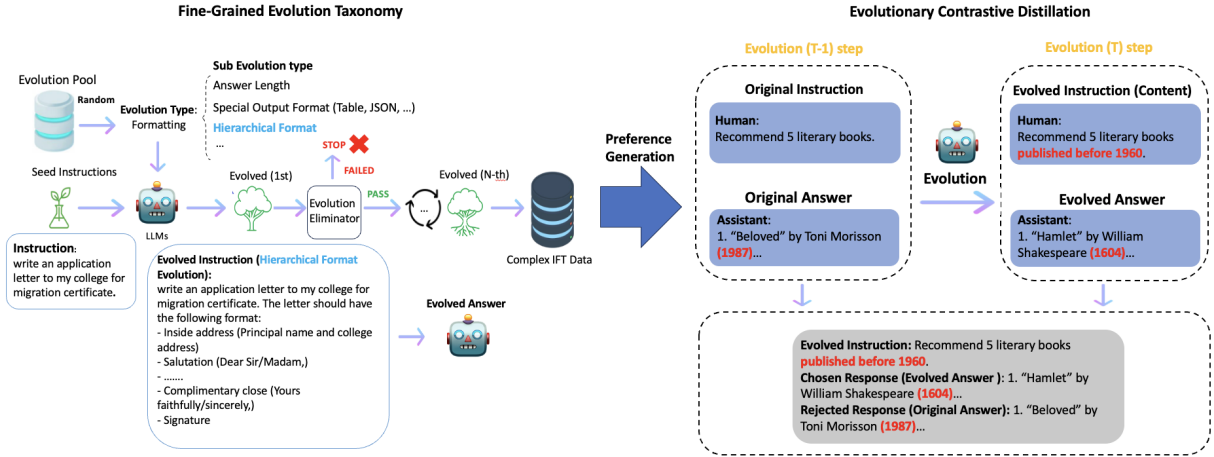 Fine-Grained Evolution Taxonomy
Evolution Pool
Random
Evolution Type:
Formatting
Sub Evolution type
Answer Length
Special Output Format (Table, JSON, ...)
Hierarchical Format
...
STOP
FAILED
Seed Instructions
LLMs
Evolved (1st)
Evolution
Eliminator
PASS
...
Evolved (N-th)
Complex IFT Data
Instruction:
write an application
letter to my college for
migration certificate.
Evolved Instruction (Hierarchical Format
Evolution):
write an application letter to my college for
migration certificate. The letter should have
the following format:
- Inside address (Principal name and college
address)
- Salutation (Dear Sir/Madam,)
- .......
- Complimentary close (Yours
faithfully/sincerely,)
- Signature
Evolved Answer
Preference
Generation
Evolutionary Contrastive Distillation
Evolution (T-1) step
Original Instruction
Human:
Recommend 5 literary books.
Original Answer
Assistant:
1. “Beloved” by Toni Morisson
(1987)...
Evolution
Evolution (T) step
Evolved Instruction (Content)
Human:
Recommend 5 literary books
published before 1960.
Evolved Answer
Assistant:
1. “Hamlet” by William
Shakespeare (1604)...
Evolved Instruction: Recommend 5 literary books
published before 1960.
Chosen Response (Evolved Answer ): 1. “Hamlet” by
William Shakespeare (1604)...
Rejected Response (Original Answer): 1. “Beloved” by
Toni Morisson (1987)...